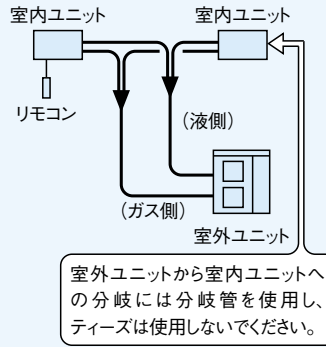 室内ユニット
室内ユニット
リモコン
(液側)
(ガス側)
室外ユニット
室外ユニットから室内ユニットへ
の分岐には分岐管を使用し、
ティーズは使用しないでください。